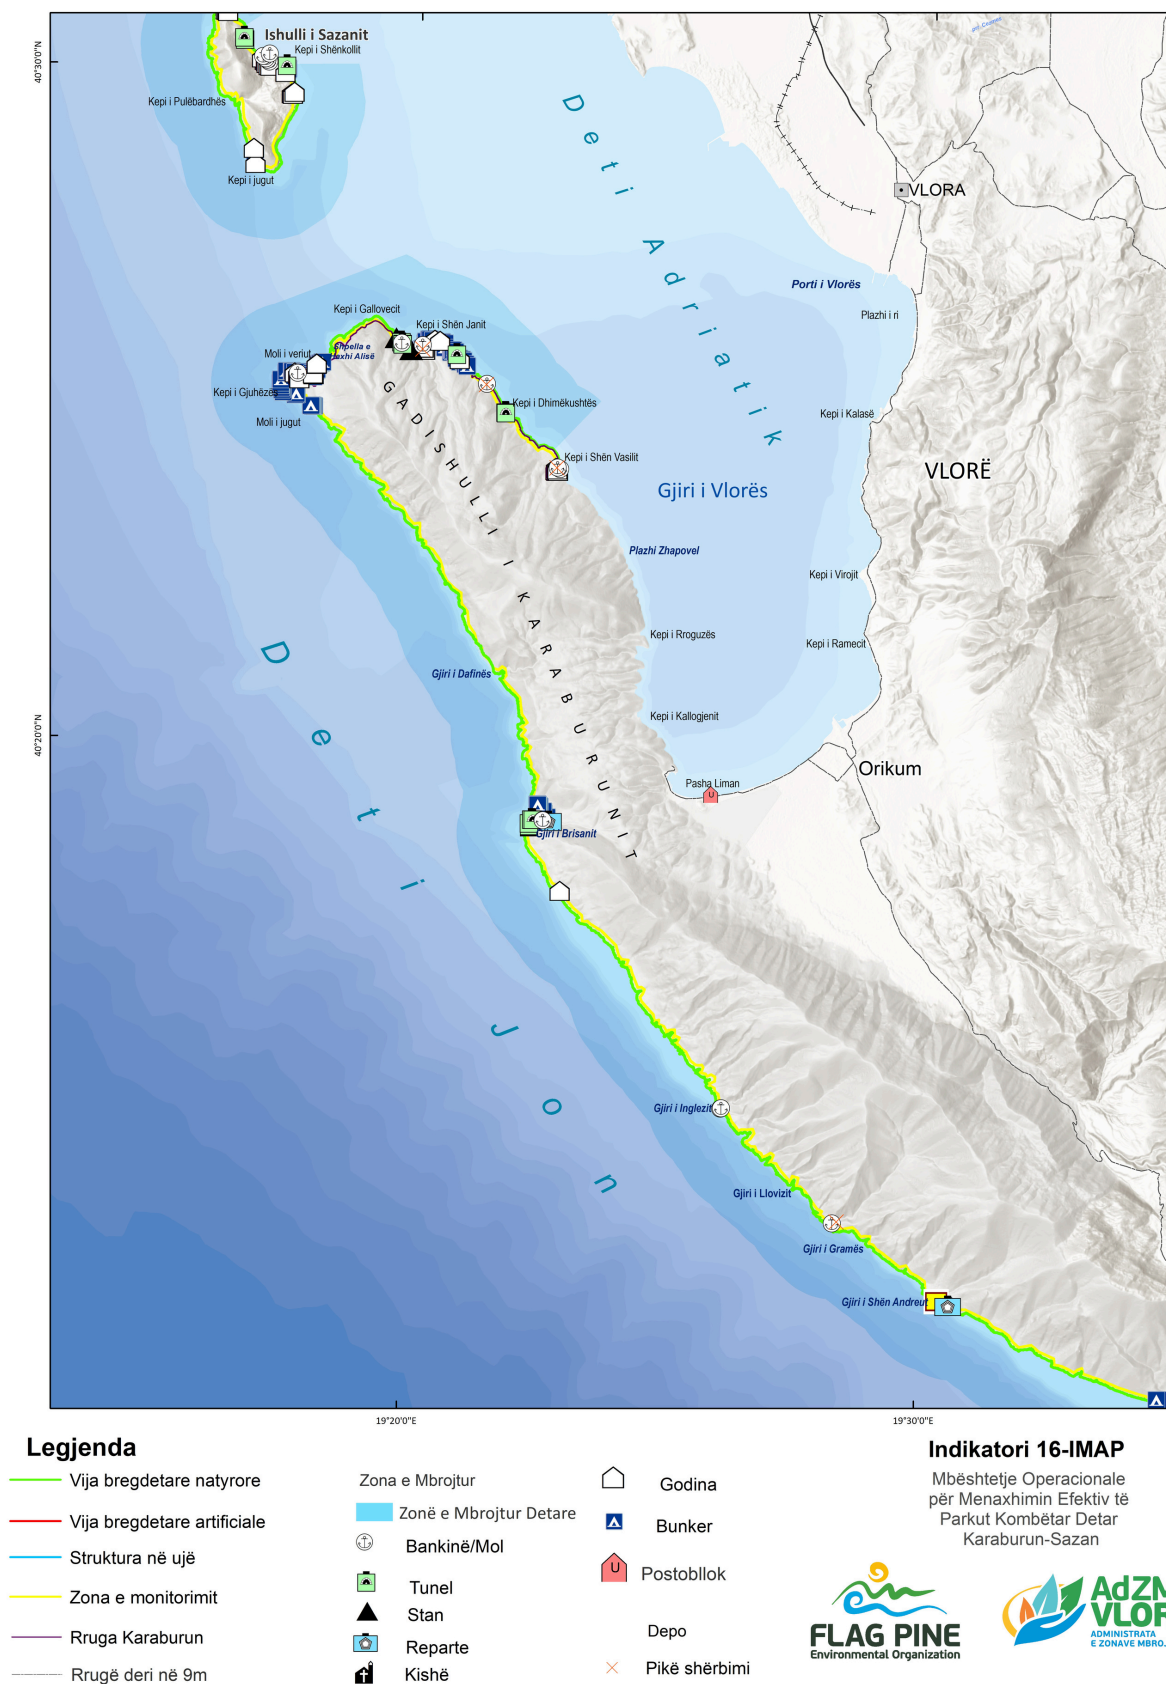 Ishulli i Sazanit
Kepi i Shënkollit
40°30'0"N
Kepi i Pulëbardhës
Kepi i jugut
Deti Adriatik
VLORA
Porti i Vlorës
Plazhi i ri
Kepi i Gallovecit
Kepi i Shën Janit
Moli i veriut
Kepi i Gjuhëzës
Moli i jugut
Kepi i Dhimëkushtës
Kepi i Kalasë
GADISHULLI I KARABURUNIT
Kepi i Shën Vasilit
VLORË
Gjiri i Vlorës
Plazhi Zhapovel
Kepi i Virojit
Kepi i Rroguzës
Kepi i Ramecit
Deti Jon
Gjiri i Dafinës
Kepi i Kallogjenit
40°20'0"N
Orikum
Pasha Liman
Gjiri i Brisanit
Gjiri i Inglezit
Gjiri i Llovizit
Gjiri i Gramës
Gjiri i Shën Andreut
19°20'0"E
19°30'0"E
Legjenda
Vija bregdetare natyrore
Vija bregdetare artificiale
Struktura në ujë
Zona e monitorimit
Rruga Karaburun
Rrugë deri në 9m
Zona e Mbrojtur
Zonë e Mbrojtur Detare
Bankinë/Mol
Tunel
Stan
Reparte
Kishë
Godina
Bunker
U
Postobllok
Depo
Pikë shërbimi
Indikatori 16-IMAP
Mbështetje Operacionale
për Menaxhimin Efektiv të
Parkut Kombëtar Detar
Karaburun-Sazan
FLAG PINE
Environmental Organization
AdZM
VLOR
ADMINISTRATA
E ZONAVE MBRO